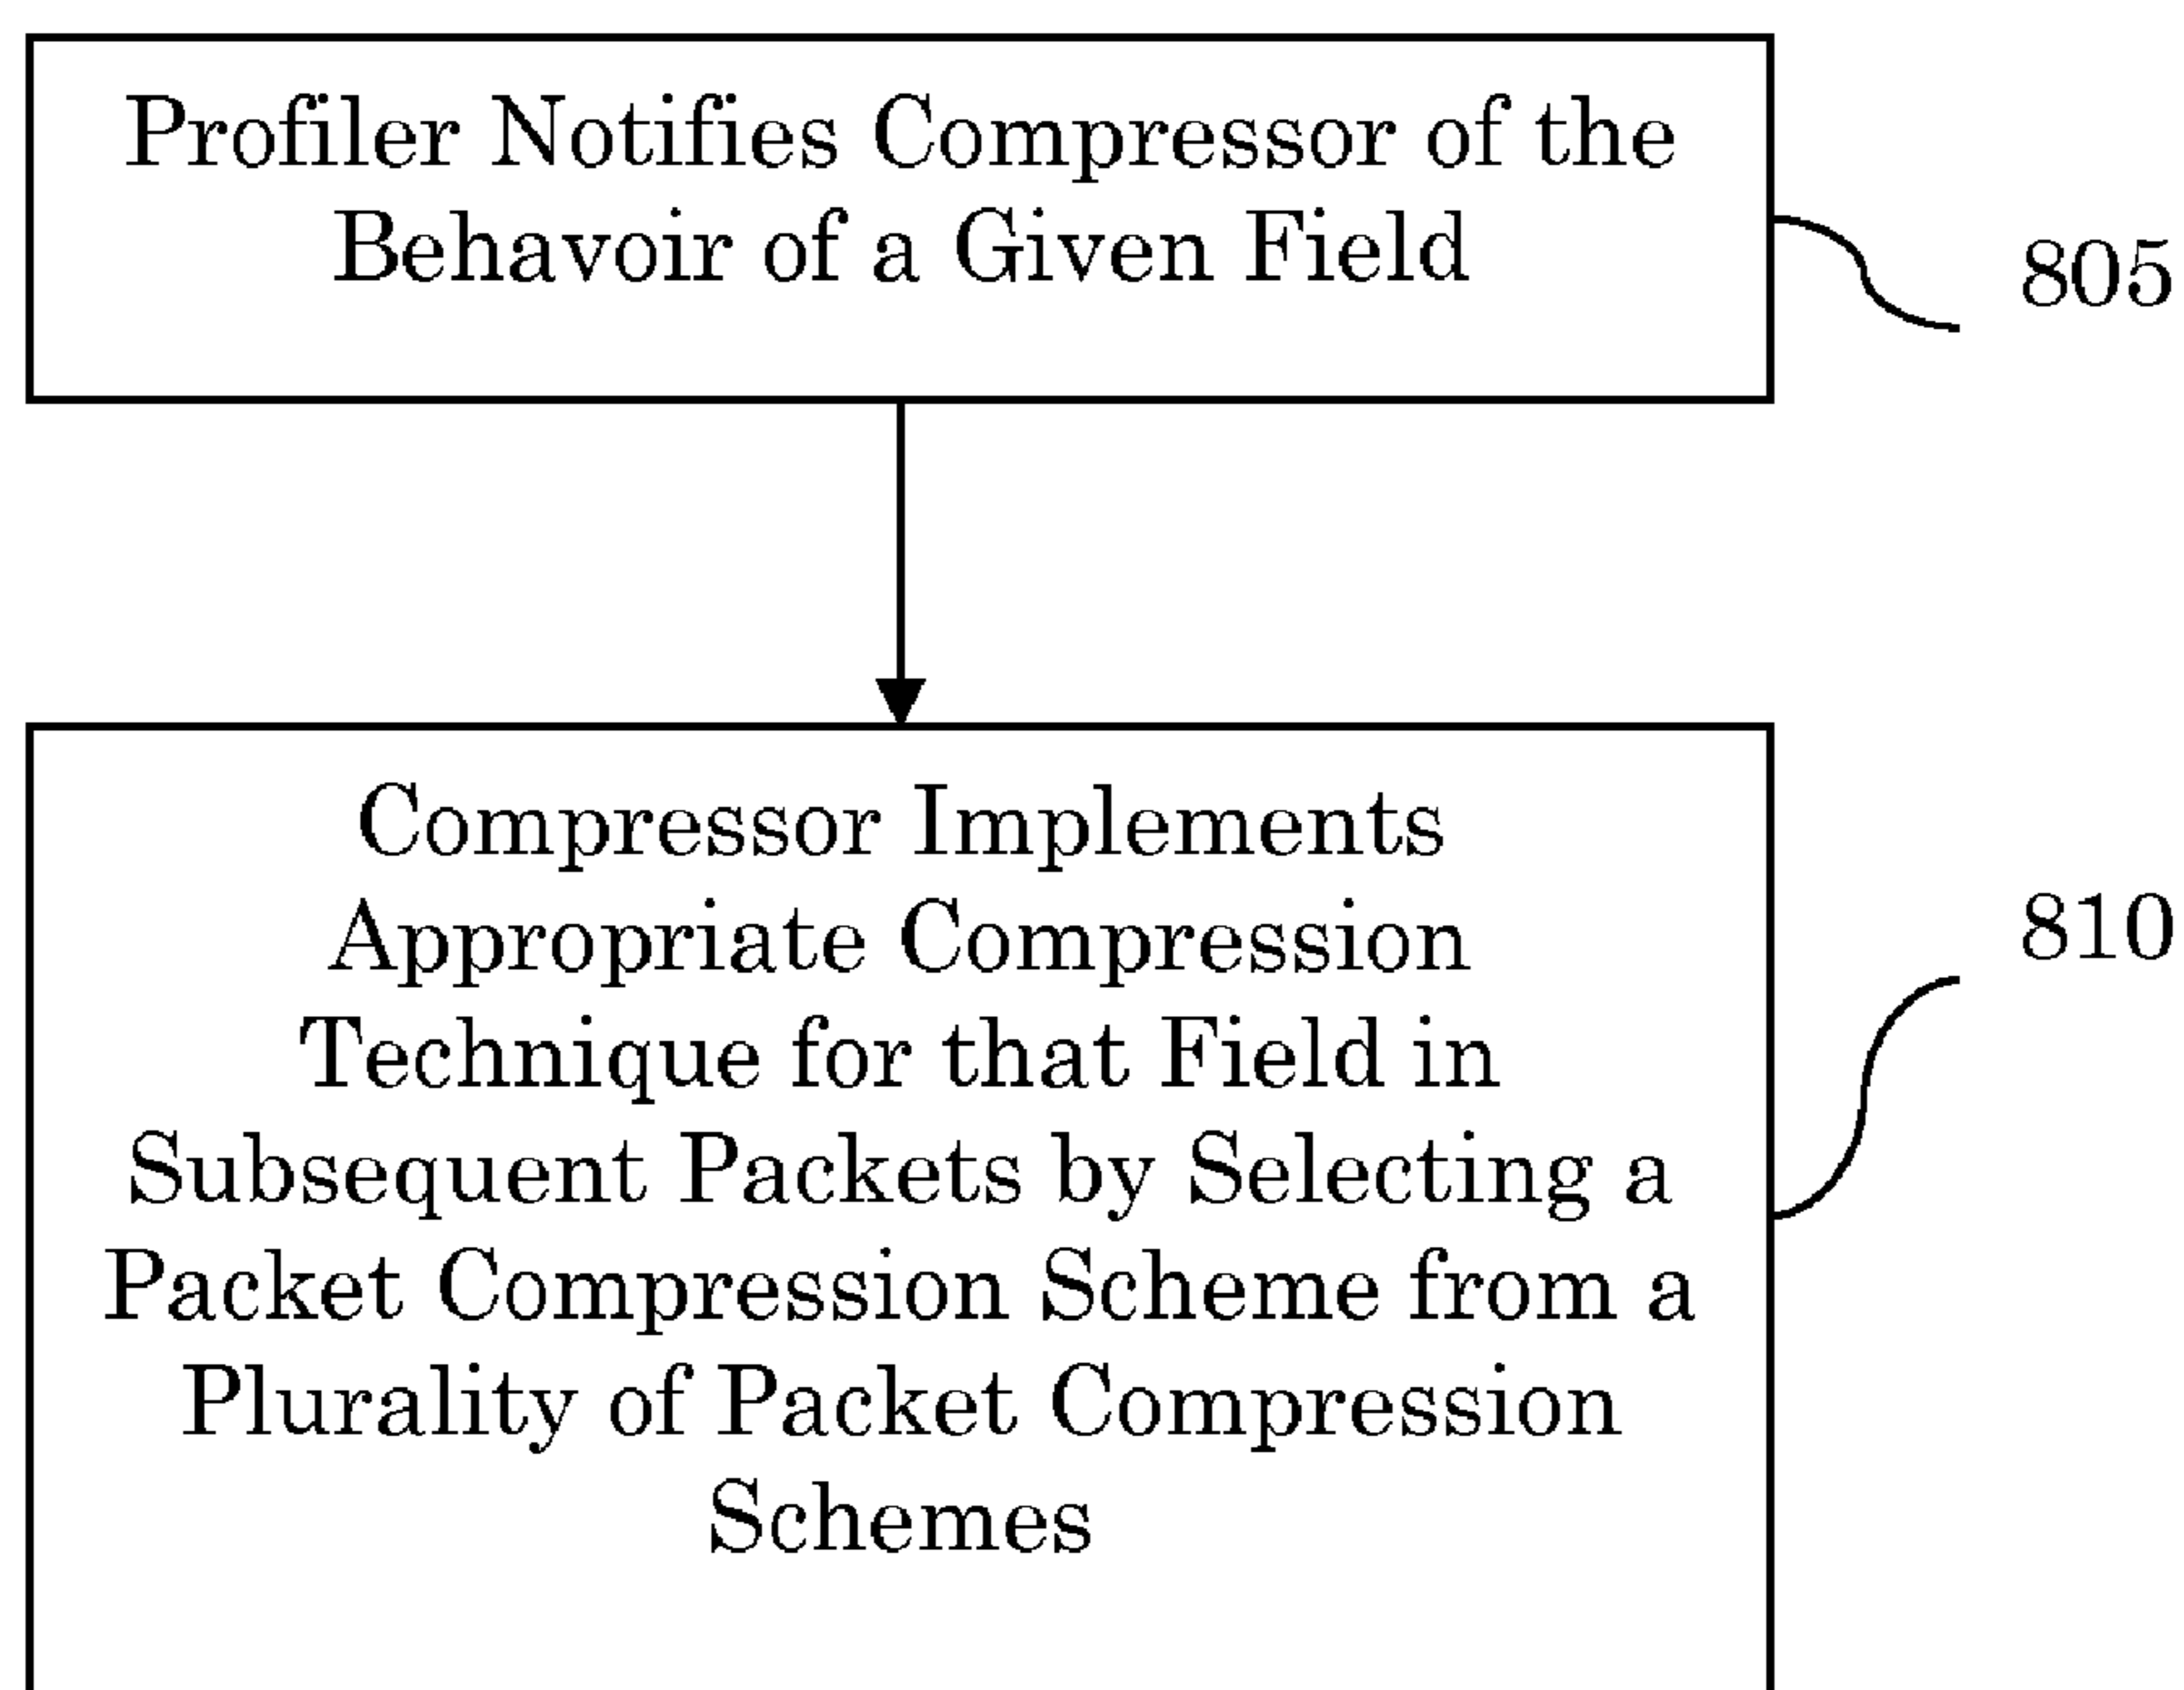 Profiler Notifies Compressor of the
Behavoir of a Given Field
805
Compressor Implements
Appropriate Compression
Technique for that Field in
Subsequent Packets by Selecting a
Packet Compression Scheme from a
Plurality of Packet Compression
Schemes
810